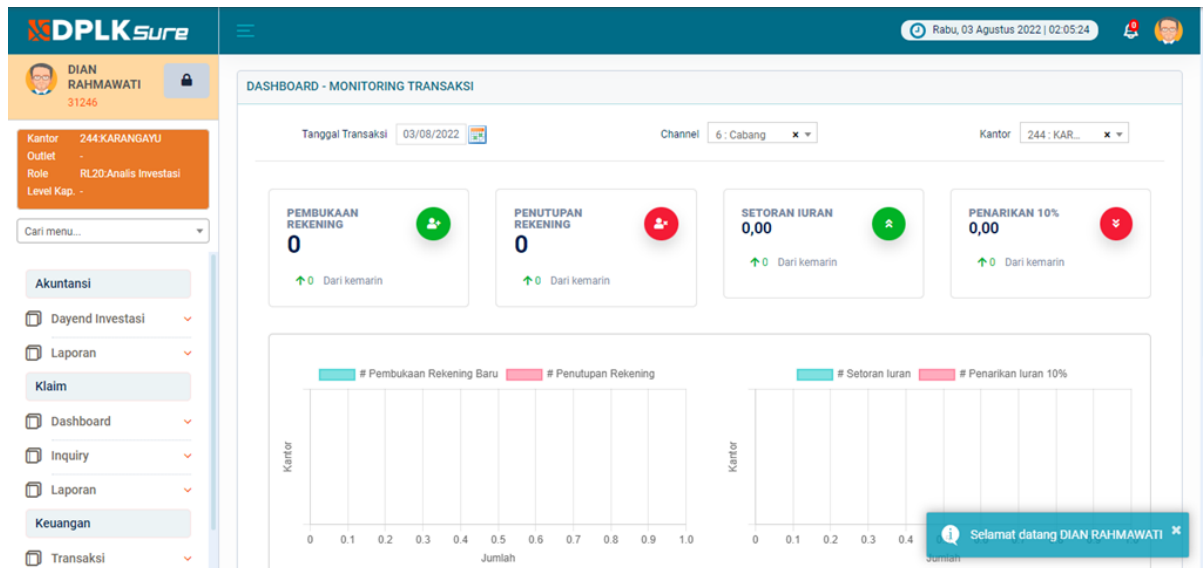 DPLKSure
Rabu, 03 Agustus 2022 | 02:05:24
DIAN
RAHMAWATI
31246
Kantor 244:KARANGAYU
Outlet -
Role RL20:Analis Investasi
Level Kap. -
Cari menu...
Akuntansi
Dayend Investasi
Laporan
Klaim
Dashboard
Inquiry
Laporan
Keuangan
Transaksi
DASHBOARD - MONITORING TRANSAKSI
Tanggal Transaksi 03/08/2022 Channel 6 : Cabang x Kantor 244 : KAR... x
PEMBUKAAN
REKENING
0
0 Dari kemarin
PENUTUPAN
REKENING
0
0 Dari kemarin
SETORAN IURAN
0,00
0 Dari kemarin
PENARIKAN 10%
0,00
0 Dari kemarin
# Pembukaan Rekening Baru # Penutupan Rekening
Kantor
0 0.1 0.2 0.3 0.4 0.5 0.6 0.7 0.8 0.9 1.0
Jumlah
# Setoran Iuran # Penarikan Iuran 10%
Kantor
0 0.1 0.2 0.3 0.4
Jumlah
Selamat datang DIAN RAHMAWATI ×